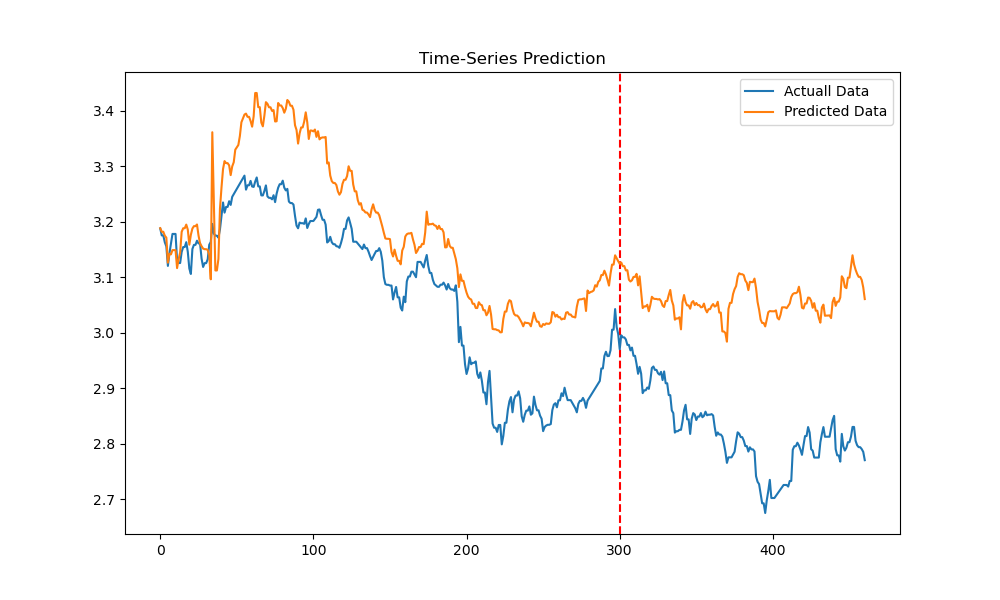 Time-Series Prediction
Actuall Data
Predicted Data
3.4
3.3
3.2
3.1
3.0
2.9
2.8
2.7
0 100 200 300 400